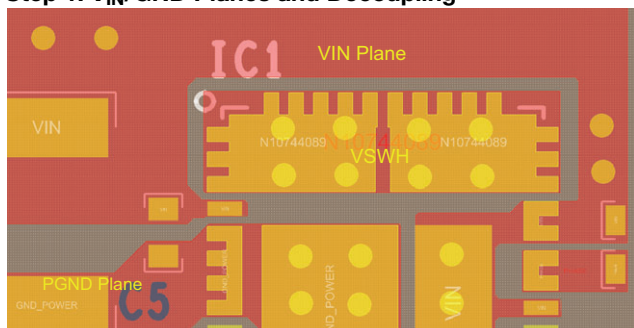 Step 1: VIN, GND Planes and Decoupling
IC1
VIN Plane
VIN
N10744089
N10744089
N10744089
VSWH
PGND Plane
GND_POWER
C5
GND_POWER
VIN